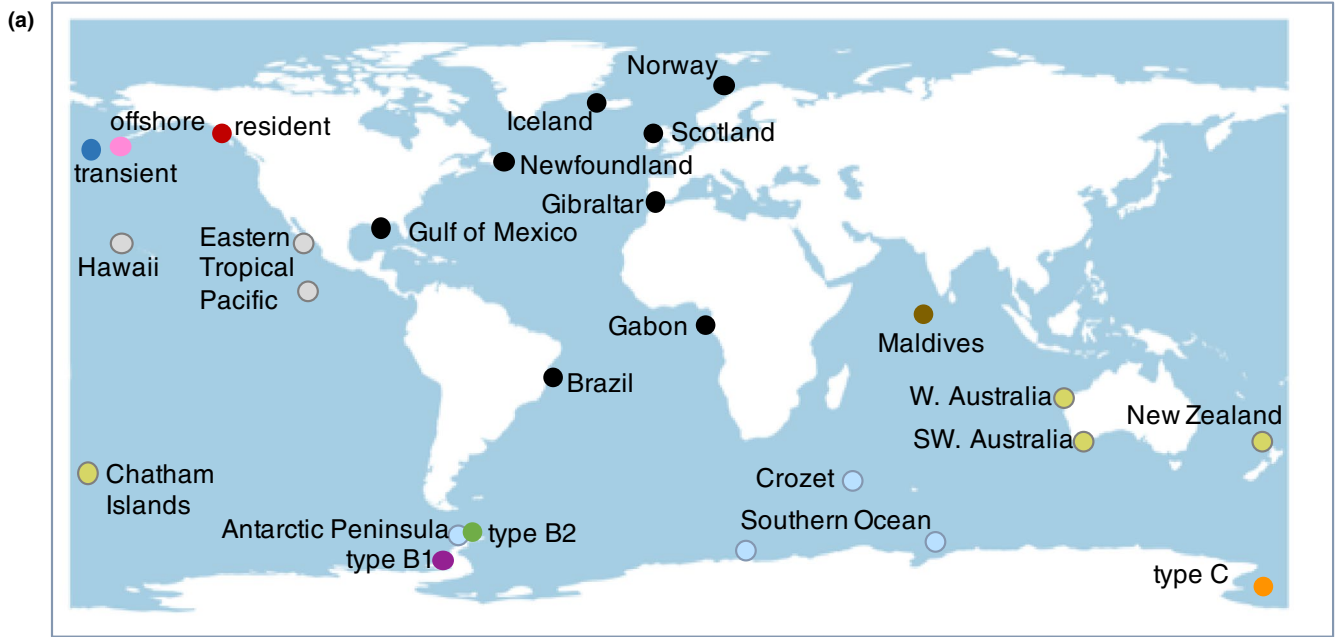 (a)
Norway
Iceland
offshore
resident
Scotland
transient
Newfoundland
Gibraltar
Eastern
Tropical
Pacific
Gulf of Mexico
Hawaii
Gabon
Maldives
Brazil
W. Australia
New Zealand
SW. Australia
Chatham
Islands
Crozet
Southern Ocean
Antarctic Peninsula
type B2
type B1
type C